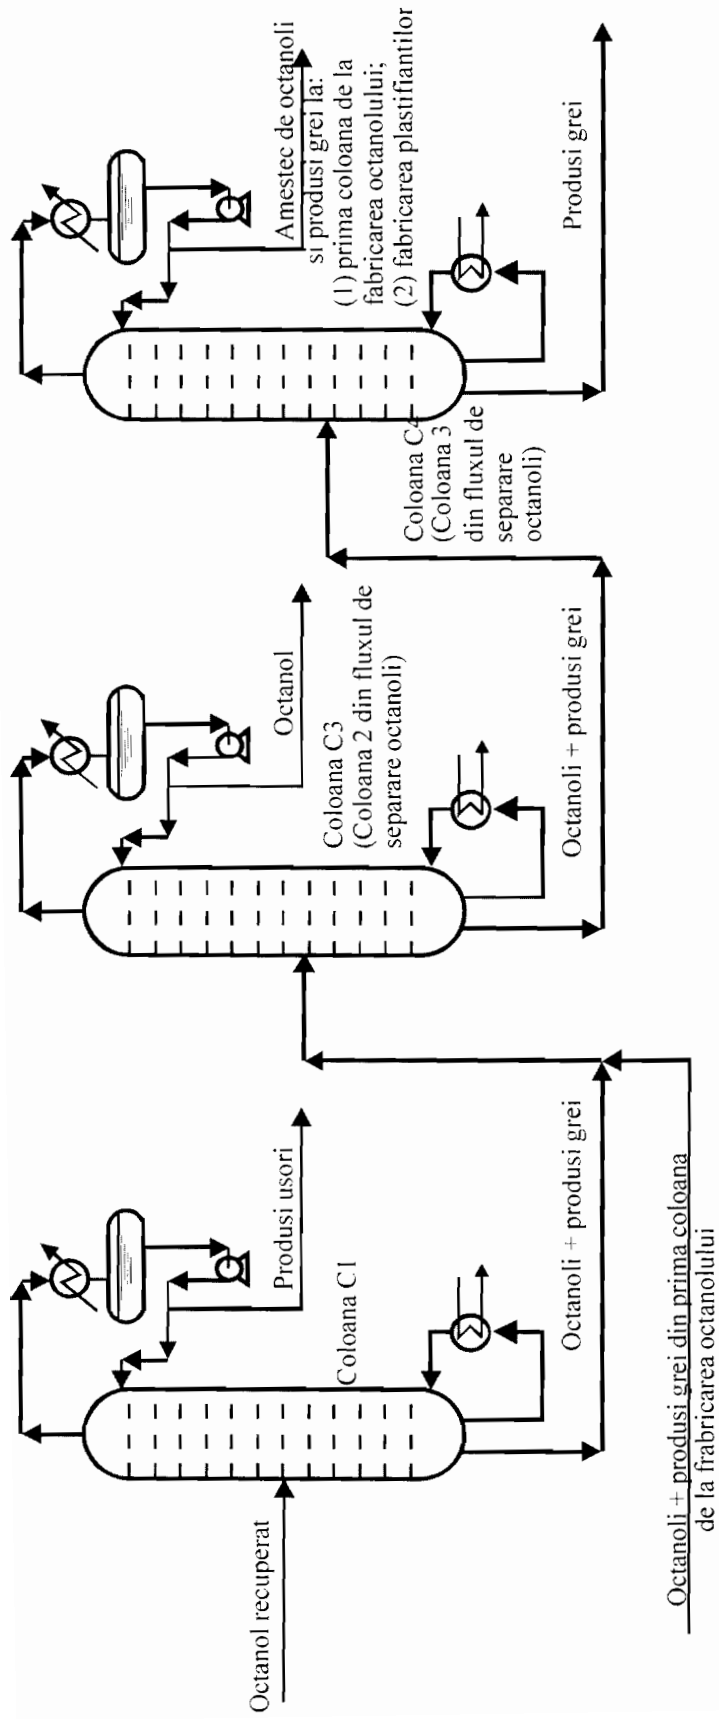 Octanol recuperat
Coloana C1
Produsi usori
Octanoli + produsi grei
Octanoli + produsi grei din prima coloana
de la frabricarea octanolului
Coloana C3
(Coloana 2 din fluxul de
separare octanoli)
Octanol
Octanoli + produsi grei
Coloana C4
(Coloana 3
din fluxul de
separare
octanoli)
Amestec de octanoli
si produsi grei la:
(1) prima coloana de la
fabricarea octanolului;
(2) fabricarea plastifiantilor
Produsi grei